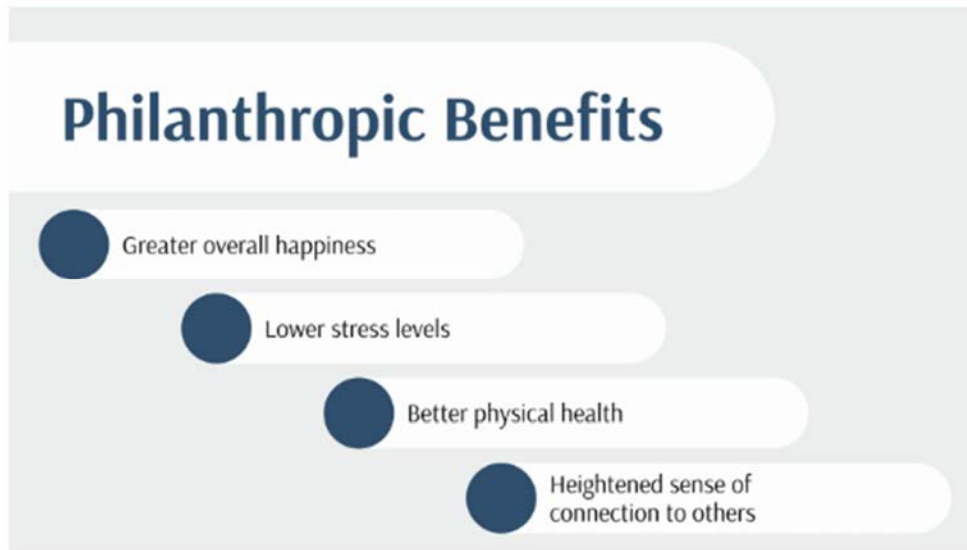 Philanthropic Benefits
Greater overall happiness
Lower stress levels
Better physical health
Heightened sense of
connection to others